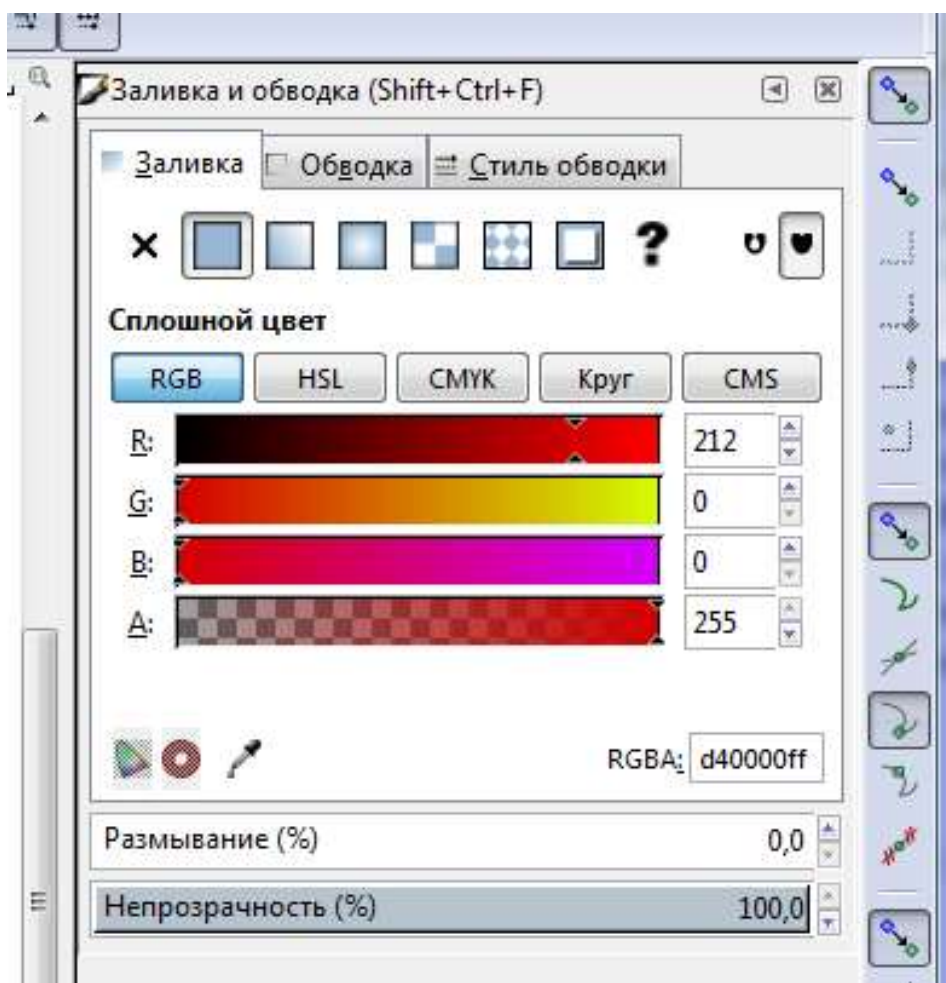 Заливка и обводка (Shift+Ctrl+F)
Заливка Обводка Стиль обводки
Сплошной цвет
RGB HSL CMYK Круг CMS
R: 212
G: 0
B: 0
A: 255
RGBA: d40000ff
Размывание (%) 0,0
Непрозрачность (%) 100,0